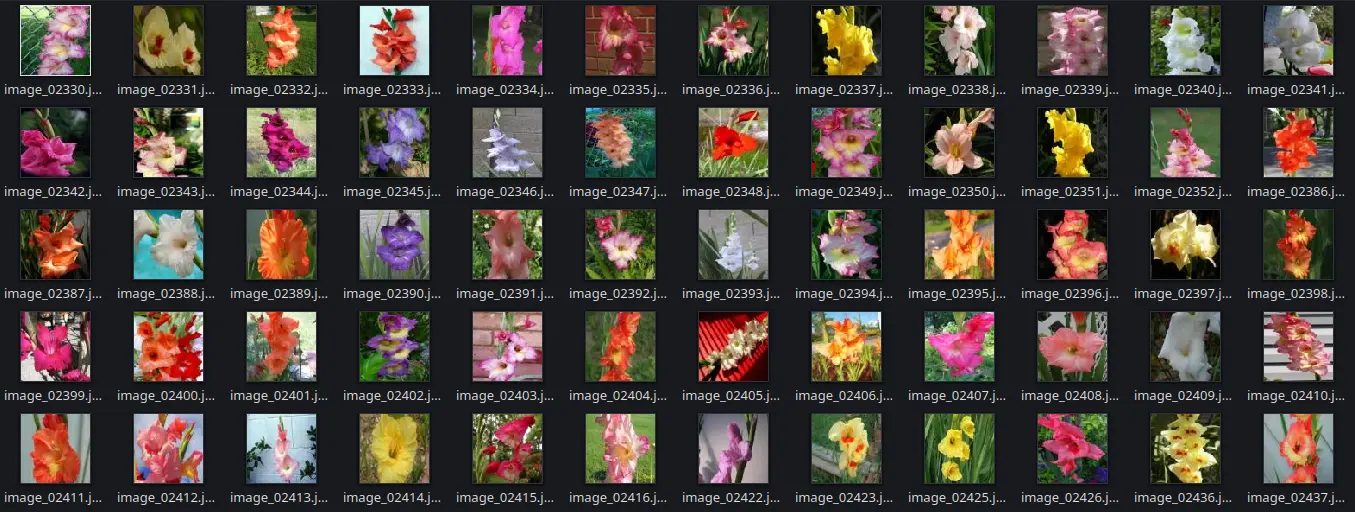 image_02330.j... image_02331.j... image_02332.j... image_02333.j... image_02334.j... image_02335.j... image_02336.j... image_02337.j... image_02338.j... image_02339.j... image_02340.j... image_02341.j...
image_02342.j... image_02343.j... image_02344.j... image_02345.j... image_02346.j... image_02347.j... image_02348.j... image_02349.j... image_02350.j... image_02351.j... image_02352.j... image_02386.j...
image_02387.j... image_02388.j... image_02389.j... image_02390.j... image_02391.j... image_02392.j... image_02393.j... image_02394.j... image_02395.j... image_02396.j... image_02397.j... image_02398.j...
image_02399.j... image_02400.j... image_02401.j... image_02402.j... image_02403.j... image_02404.j... image_02405.j... image_02406.j... image_02407.j... image_02408.j... image_02409.j... image_02410.j...
image_02411.j... image_02412.j... image_02413.j... image_02414.j... image_02415.j... image_02416.j... image_02422.j... image_02423.j... image_02425.j... image_02426.j... image_02436.j... image_02437.j...